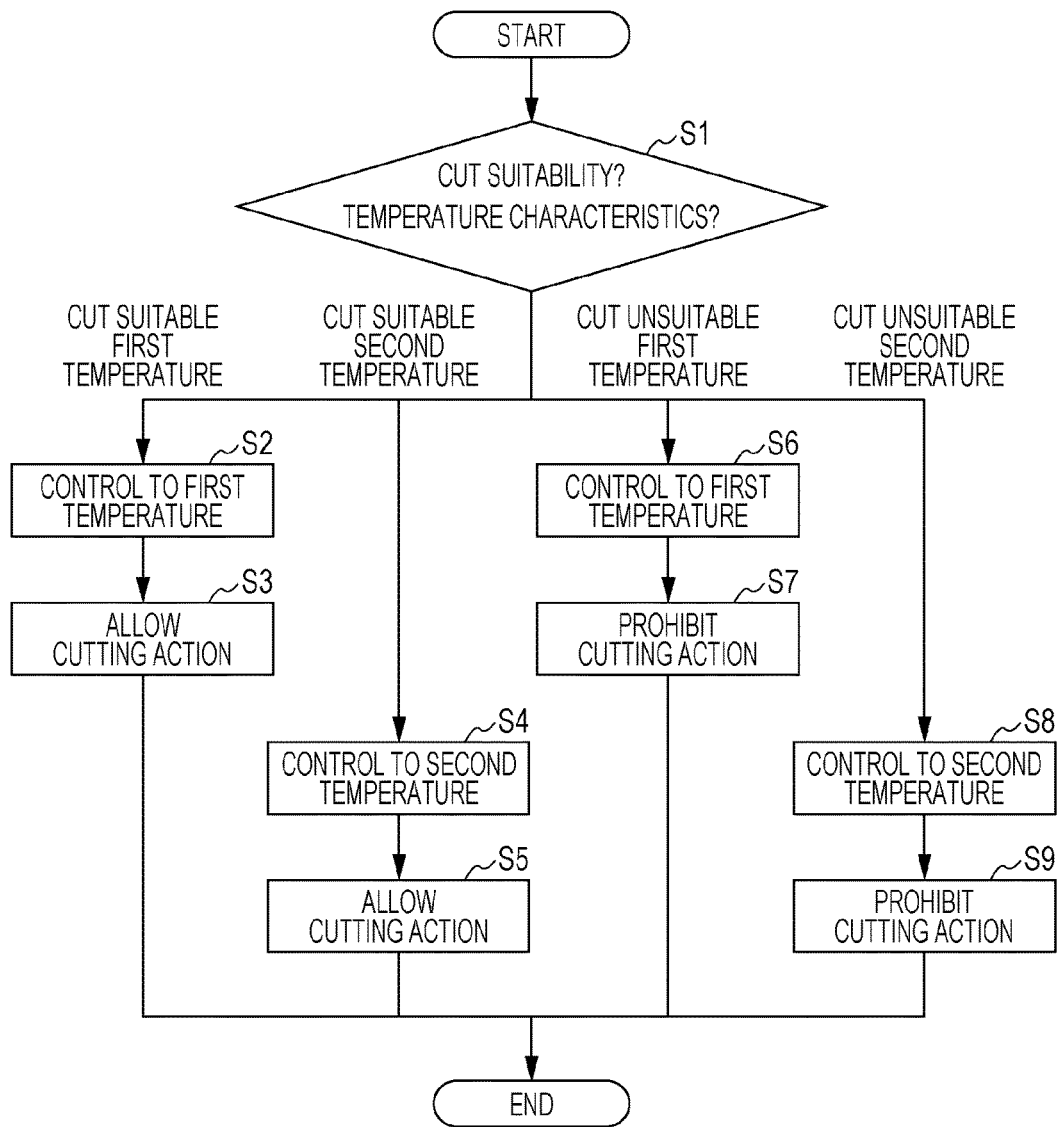 START
S1
CUT SUITABILITY?
TEMPERATURE CHARACTERISTICS?
CUT SUITABLE
FIRST
TEMPERATURE
CUT SUITABLE
SECOND
TEMPERATURE
CUT UNSUITABLE
FIRST
TEMPERATURE
CUT UNSUITABLE
SECOND
TEMPERATURE
S2
CONTROL TO FIRST
TEMPERATURE
S3
ALLOW
CUTTING ACTION
S4
CONTROL TO SECOND
TEMPERATURE
S5
ALLOW
CUTTING ACTION
S6
CONTROL TO FIRST
TEMPERATURE
S7
PROHIBIT
CUTTING ACTION
S8
CONTROL TO SECOND
TEMPERATURE
S9
PROHIBIT
CUTTING ACTION
END